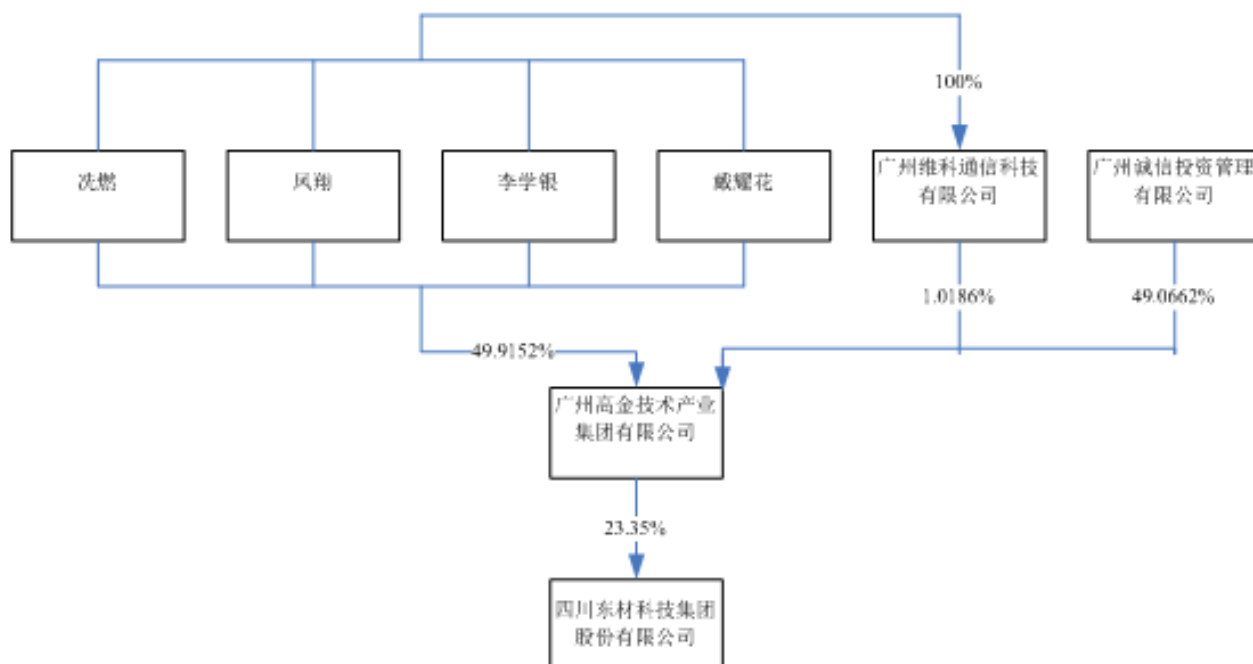 100%
冼燃
凤翔
李学银
戴耀花
广州维科通信科技
有限公司
广州诚信投资管理
有限公司
1.0186%
49.0662%
49.9152%
广州高金技术产业
集团有限公司
23.35%
四川东材科技集团
股份有限公司